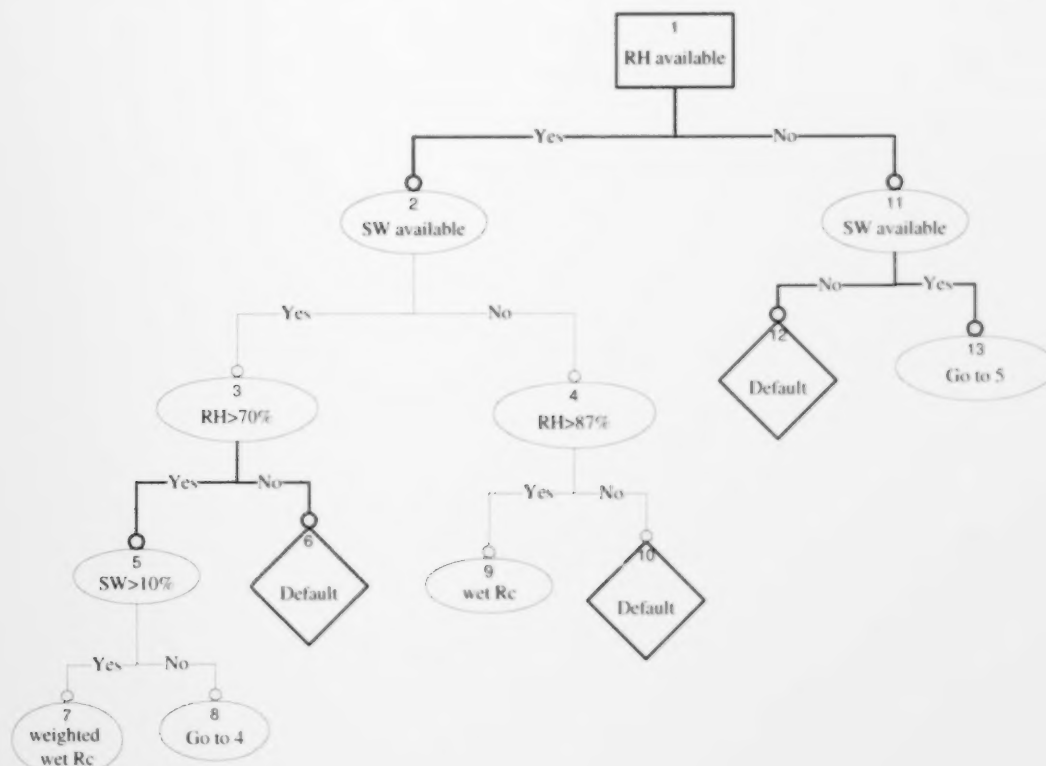 1
RH available
Yes
No
2
SW available
11
SW available
Yes
No
No
Yes
3
RH>70%
4
RH>87%
12
Default
13
Go to 5
Yes
No
Yes
No
5
SW>10%
6
Default
9
wet Rc
10
Default
Yes
No
7
weighted
wet Rc
8
Go to 4